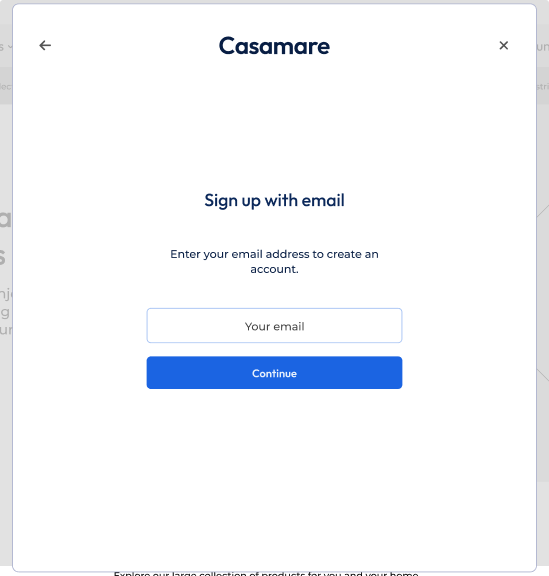 Casamare
Sign up with email
Enter your email address to create an
account.
Your email
Continue
Explore our large collection of products for you and your home